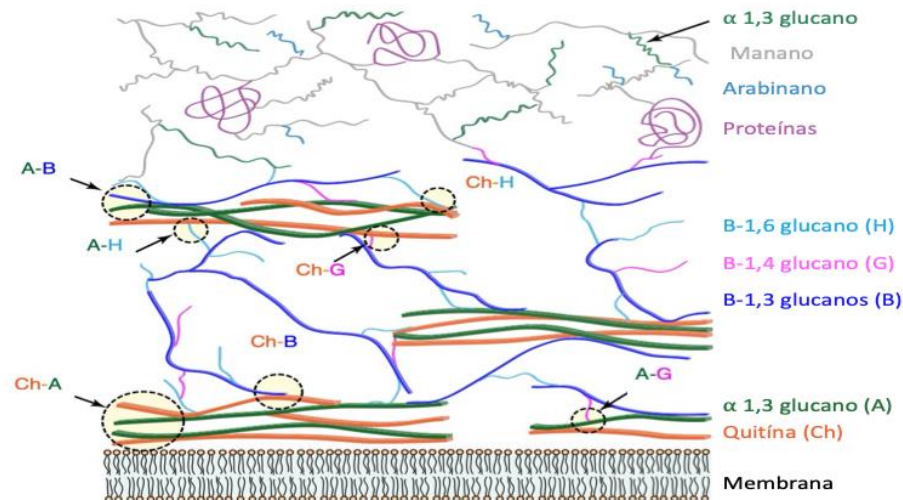 α 1,3 glucano
Manano
Arabinano
Proteínas
A-B
Ch-H
A-H
Ch-G
B-1,6 glucano (H)
B-1,4 glucano (G)
B-1,3 glucanos (B)
Ch-B
Ch-A
A-G
α 1,3 glucano (A)
Quitína (Ch)
Membrana